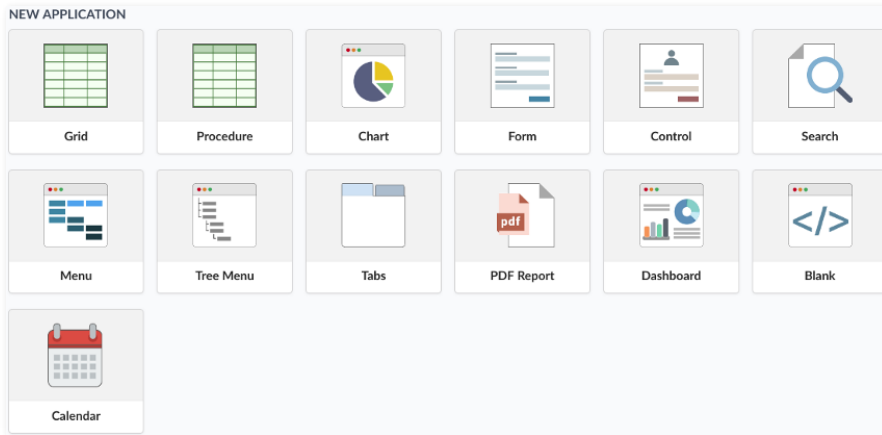 NEW APPLICATION
Grid
Procedure
Chart
Form
Control
Search
Menu
Tree Menu
Tabs
pdf
PDF Report
Dashboard
</>
Blank
Calendar